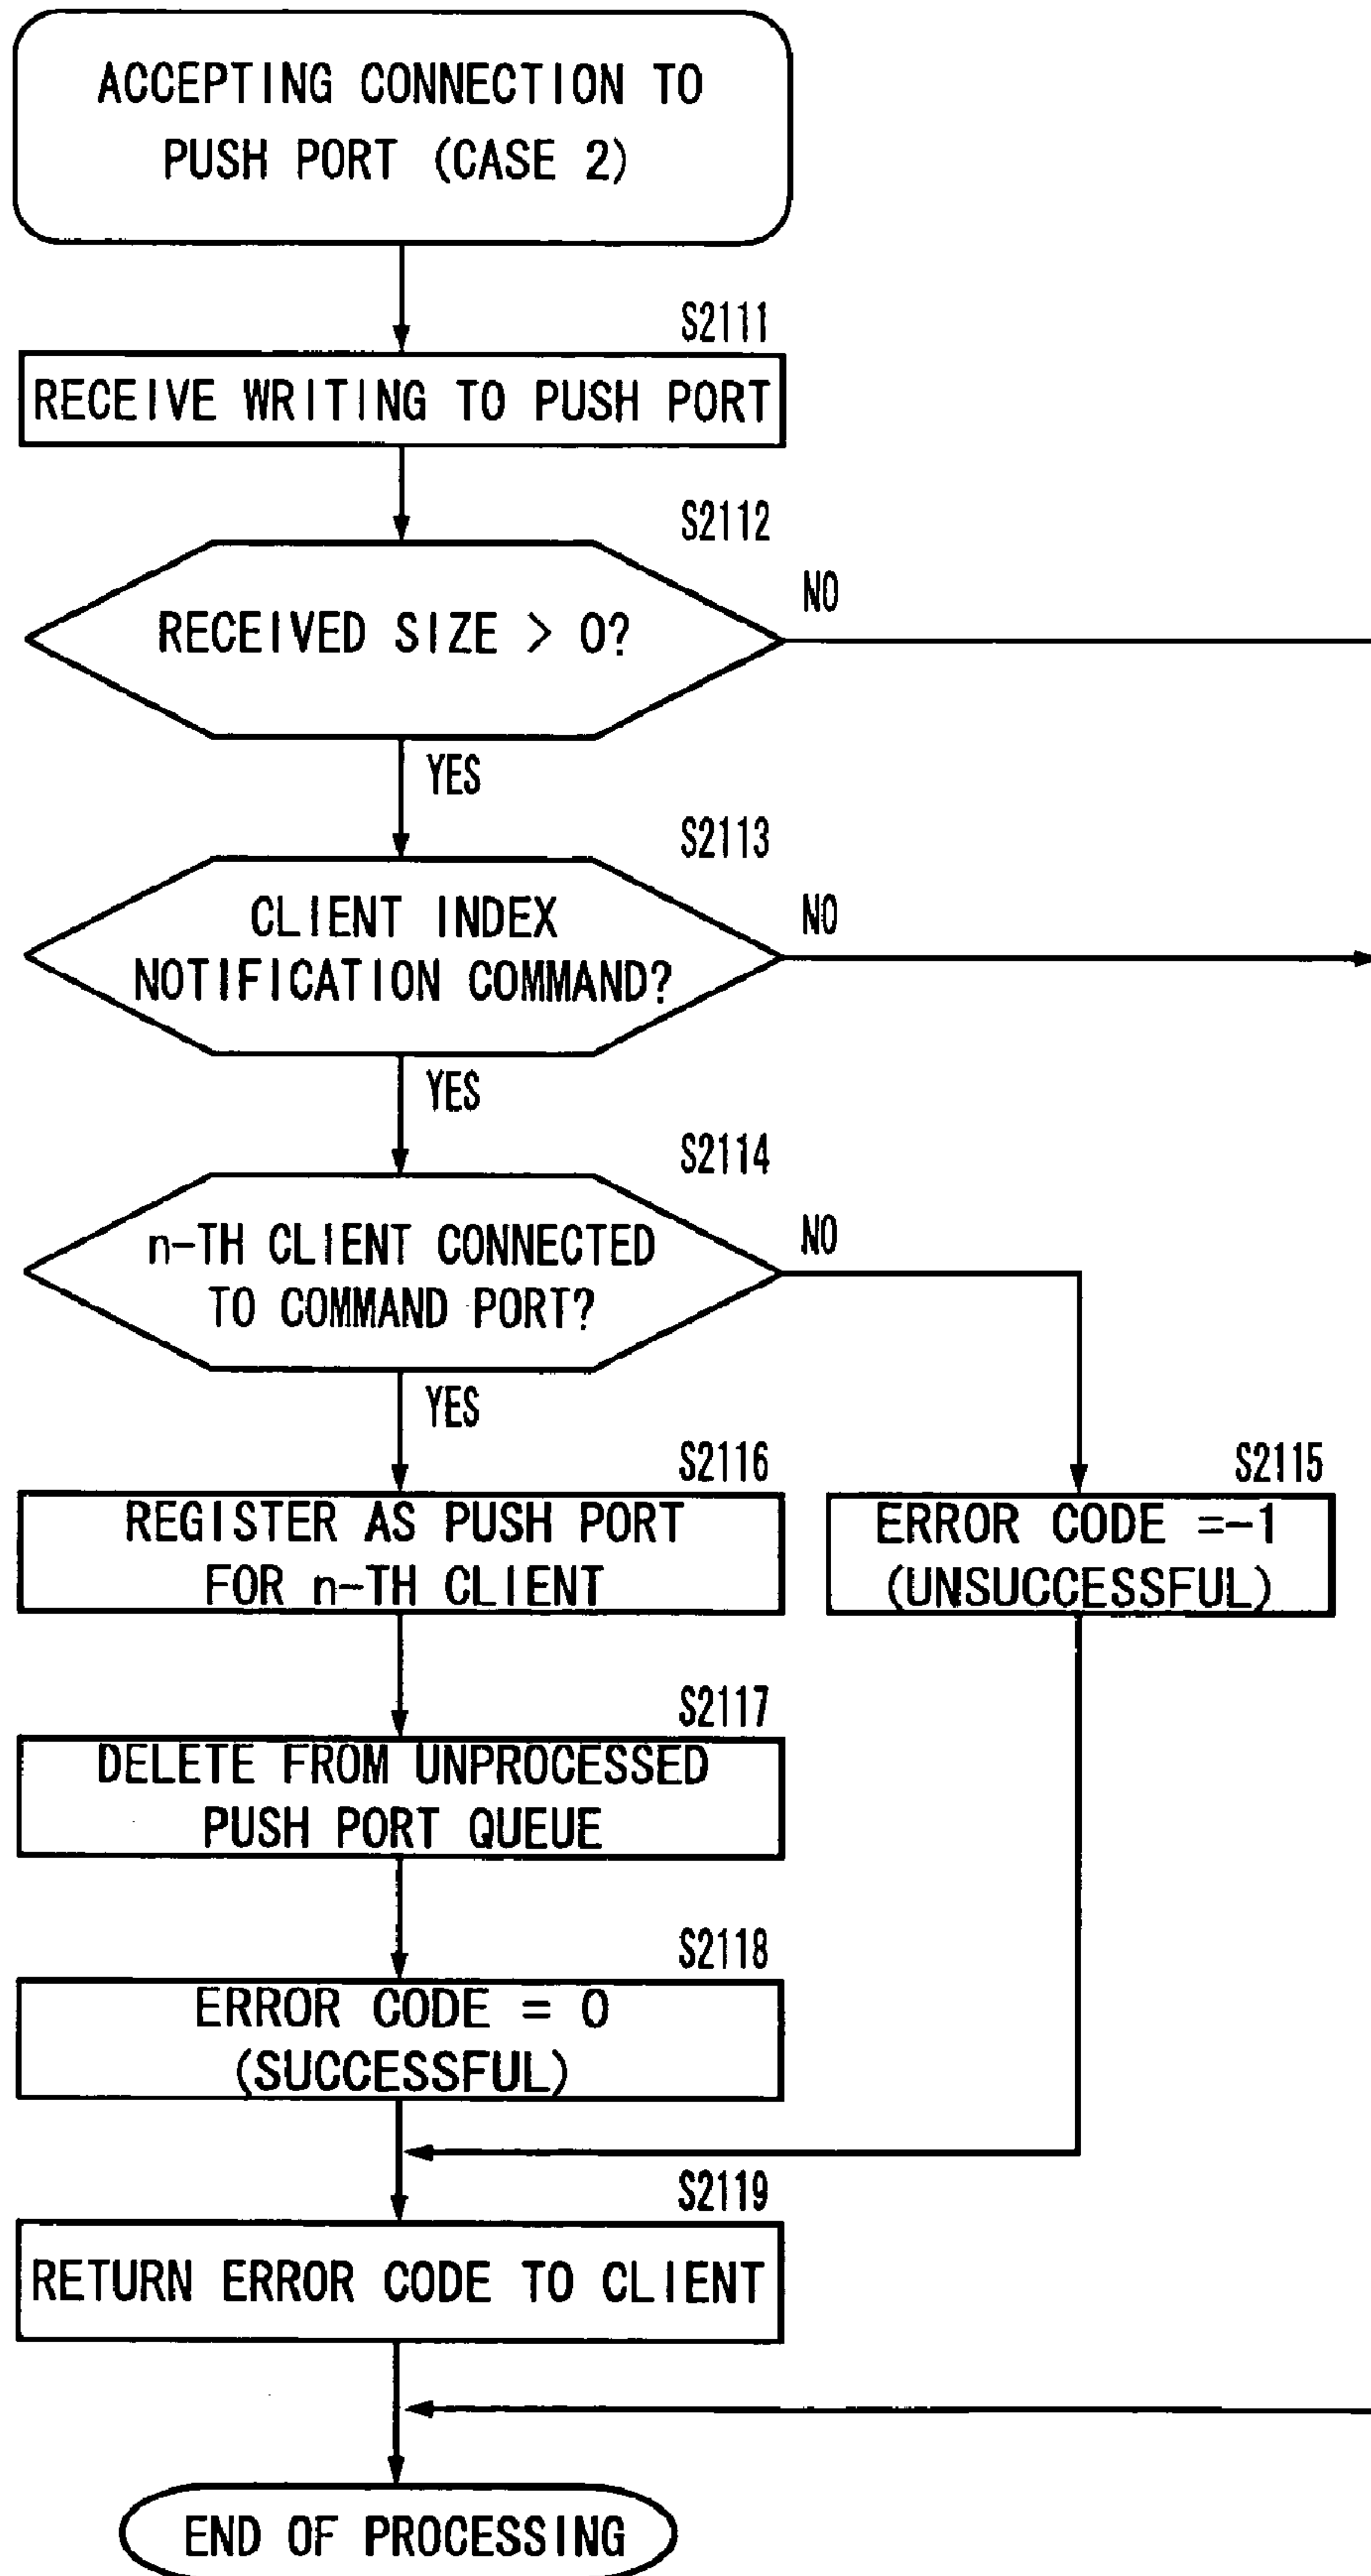 ACCEPTING CONNECTION TO
PUSH PORT (CASE 2)
S2111
RECEIVE WRITING TO PUSH PORT
S2112
RECEIVED SIZE > 0?
NO
YES
S2113
CLIENT INDEX
NOTIFICATION COMMAND?
NO
YES
S2114
n-TH CLIENT CONNECTED
TO COMMAND PORT?
NO
YES
S2116
REGISTER AS PUSH PORT
FOR n-TH CLIENT
S2115
ERROR CODE =-1
(UNSUCCESSFUL)
S2117
DELETE FROM UNPROCESSED
PUSH PORT QUEUE
S2118
ERROR CODE = 0
(SUCCESSFUL)
S2119
RETURN ERROR CODE TO CLIENT
END OF PROCESSING